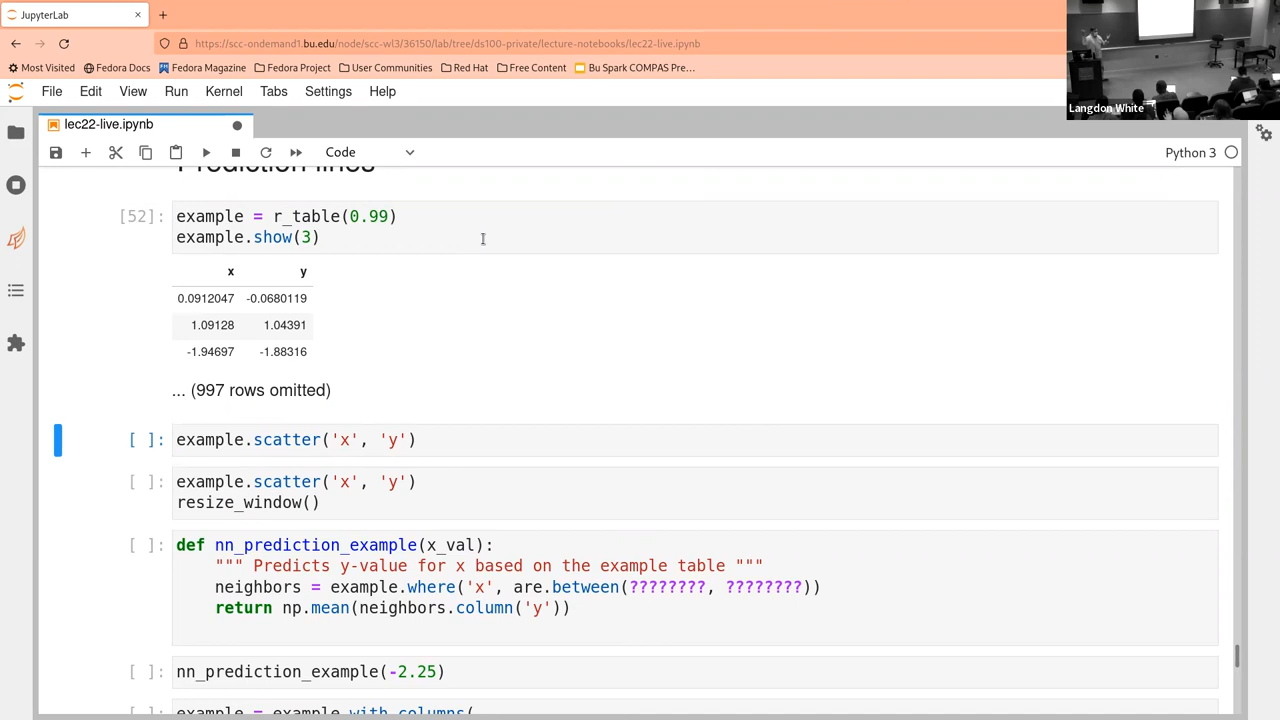 JupyterLab
https://scc-ondemand1.bu.edu/node/scc-wl3/36150/lab/tree/ds100-private/lecture-notebooks/lec22-live.ipynb
Most Visited Fedora Docs Fedora Magazine Fedora Project User Communities Red Hat Free Content Bu Spark COMPAS Pre…
Langdon White
File Edit View Run Kernel Tabs Settings Help
lec22-live.ipynb
Code Python 3
Prediction lines
[52]: example = r_table(0.99)
example.show(3)
x y
0.0912047 -0.0680119
1.09128 1.04391
-1.94697 -1.88316
... (997 rows omitted)
[ ]: example.scatter('x', 'y')
[ ]: example.scatter('x', 'y')
resize_window()
[ ]: def nn_prediction_example(x_val):
""" Predicts y-value for x based on the example table """
neighbors = example.where('x', are.between(????????, ????????))
return np.mean(neighbors.column('y'))
[ ]: nn_prediction_example(-2.25)
[ ]: example = example.with_columns(